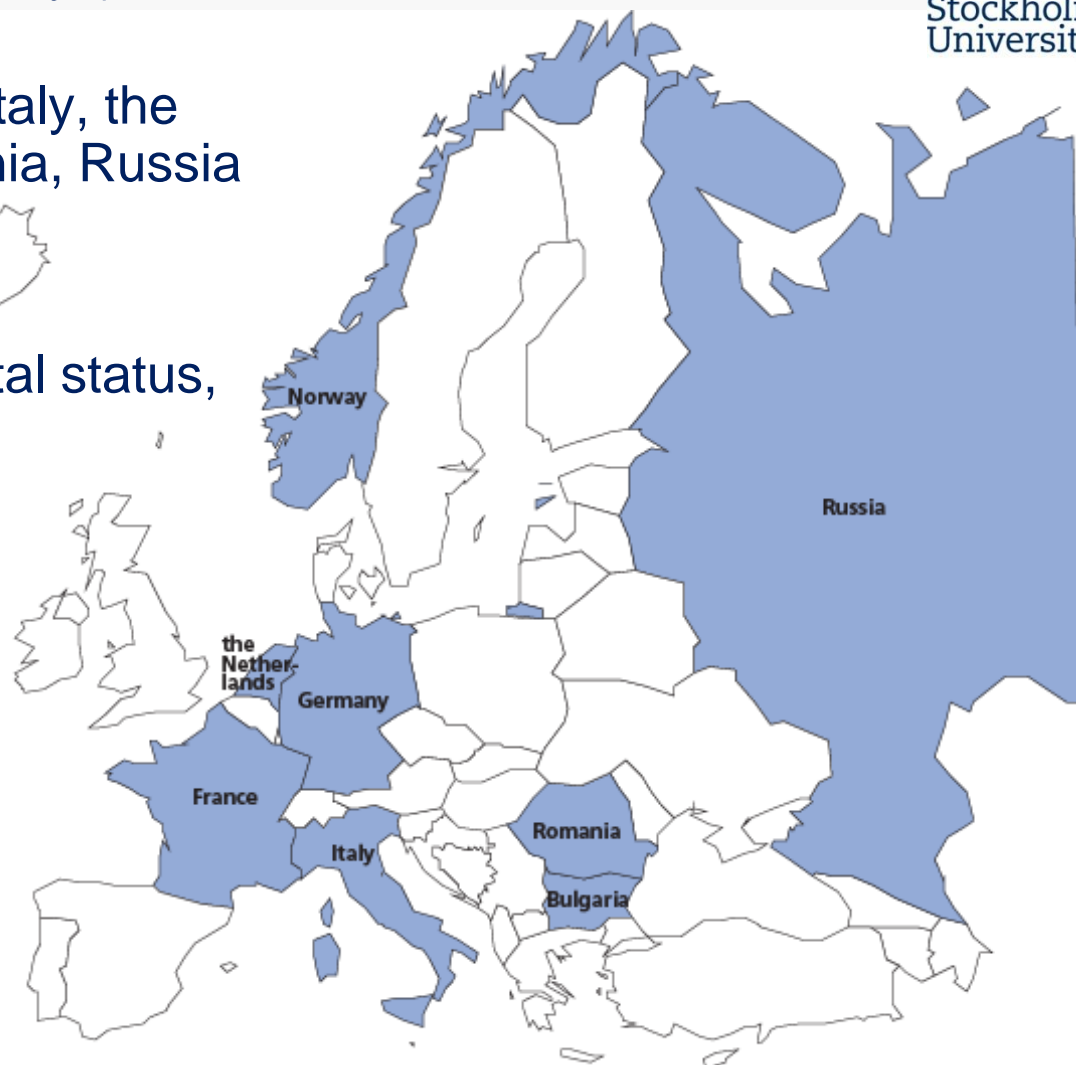 Stockhol
Universit
taly, the
nia, Russia
tal status,
Norway
Russia
the
Nether-
lands
Germany
France
Romania
Italy
Bulgaria